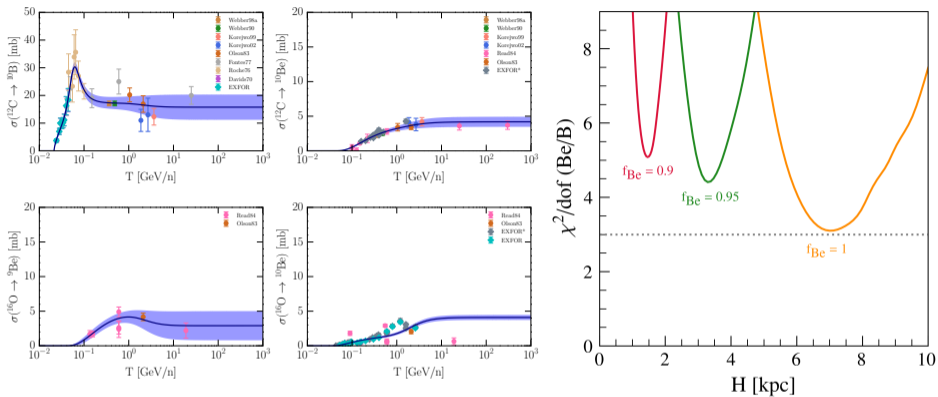 σ(¹²C → ¹⁰B) [mb]
50
40
30
20
10
0
Webber98a
Webber90
Korejwo99
Korejwo02
Olson83
Fontes77
Roche76
Davids70
EXFOR
10⁻² 10⁻¹ 10⁰ 10¹ 10² 10³
T [GeV/n]
σ(¹²C → ¹⁰Be) [mb]
20
15
10
5
0
Webber98a
Webber90
Korejwo99
Korejwo02
Read84
Olson83
EXFOR*
10⁻² 10⁻¹ 10⁰ 10¹ 10² 10³
T [GeV/n]
σ(¹⁶O → ⁹Be) [mb]
20
15
10
5
0
Read84
Olson83
10⁻² 10⁻¹ 10⁰ 10¹ 10² 10³
T [GeV/n]
σ(¹⁶O → ¹⁰Be) [mb]
20
15
10
5
0
Read84
Olson83
EXFOR*
EXFOR
10⁻² 10⁻¹ 10⁰ 10¹ 10² 10³
T [GeV/n]
χ²/dof (Be/B)
8
6
4
2
0
f_Be = 0.9
f_Be = 0.95
f_Be = 1
0 2 4 6 8 10
H [kpc]